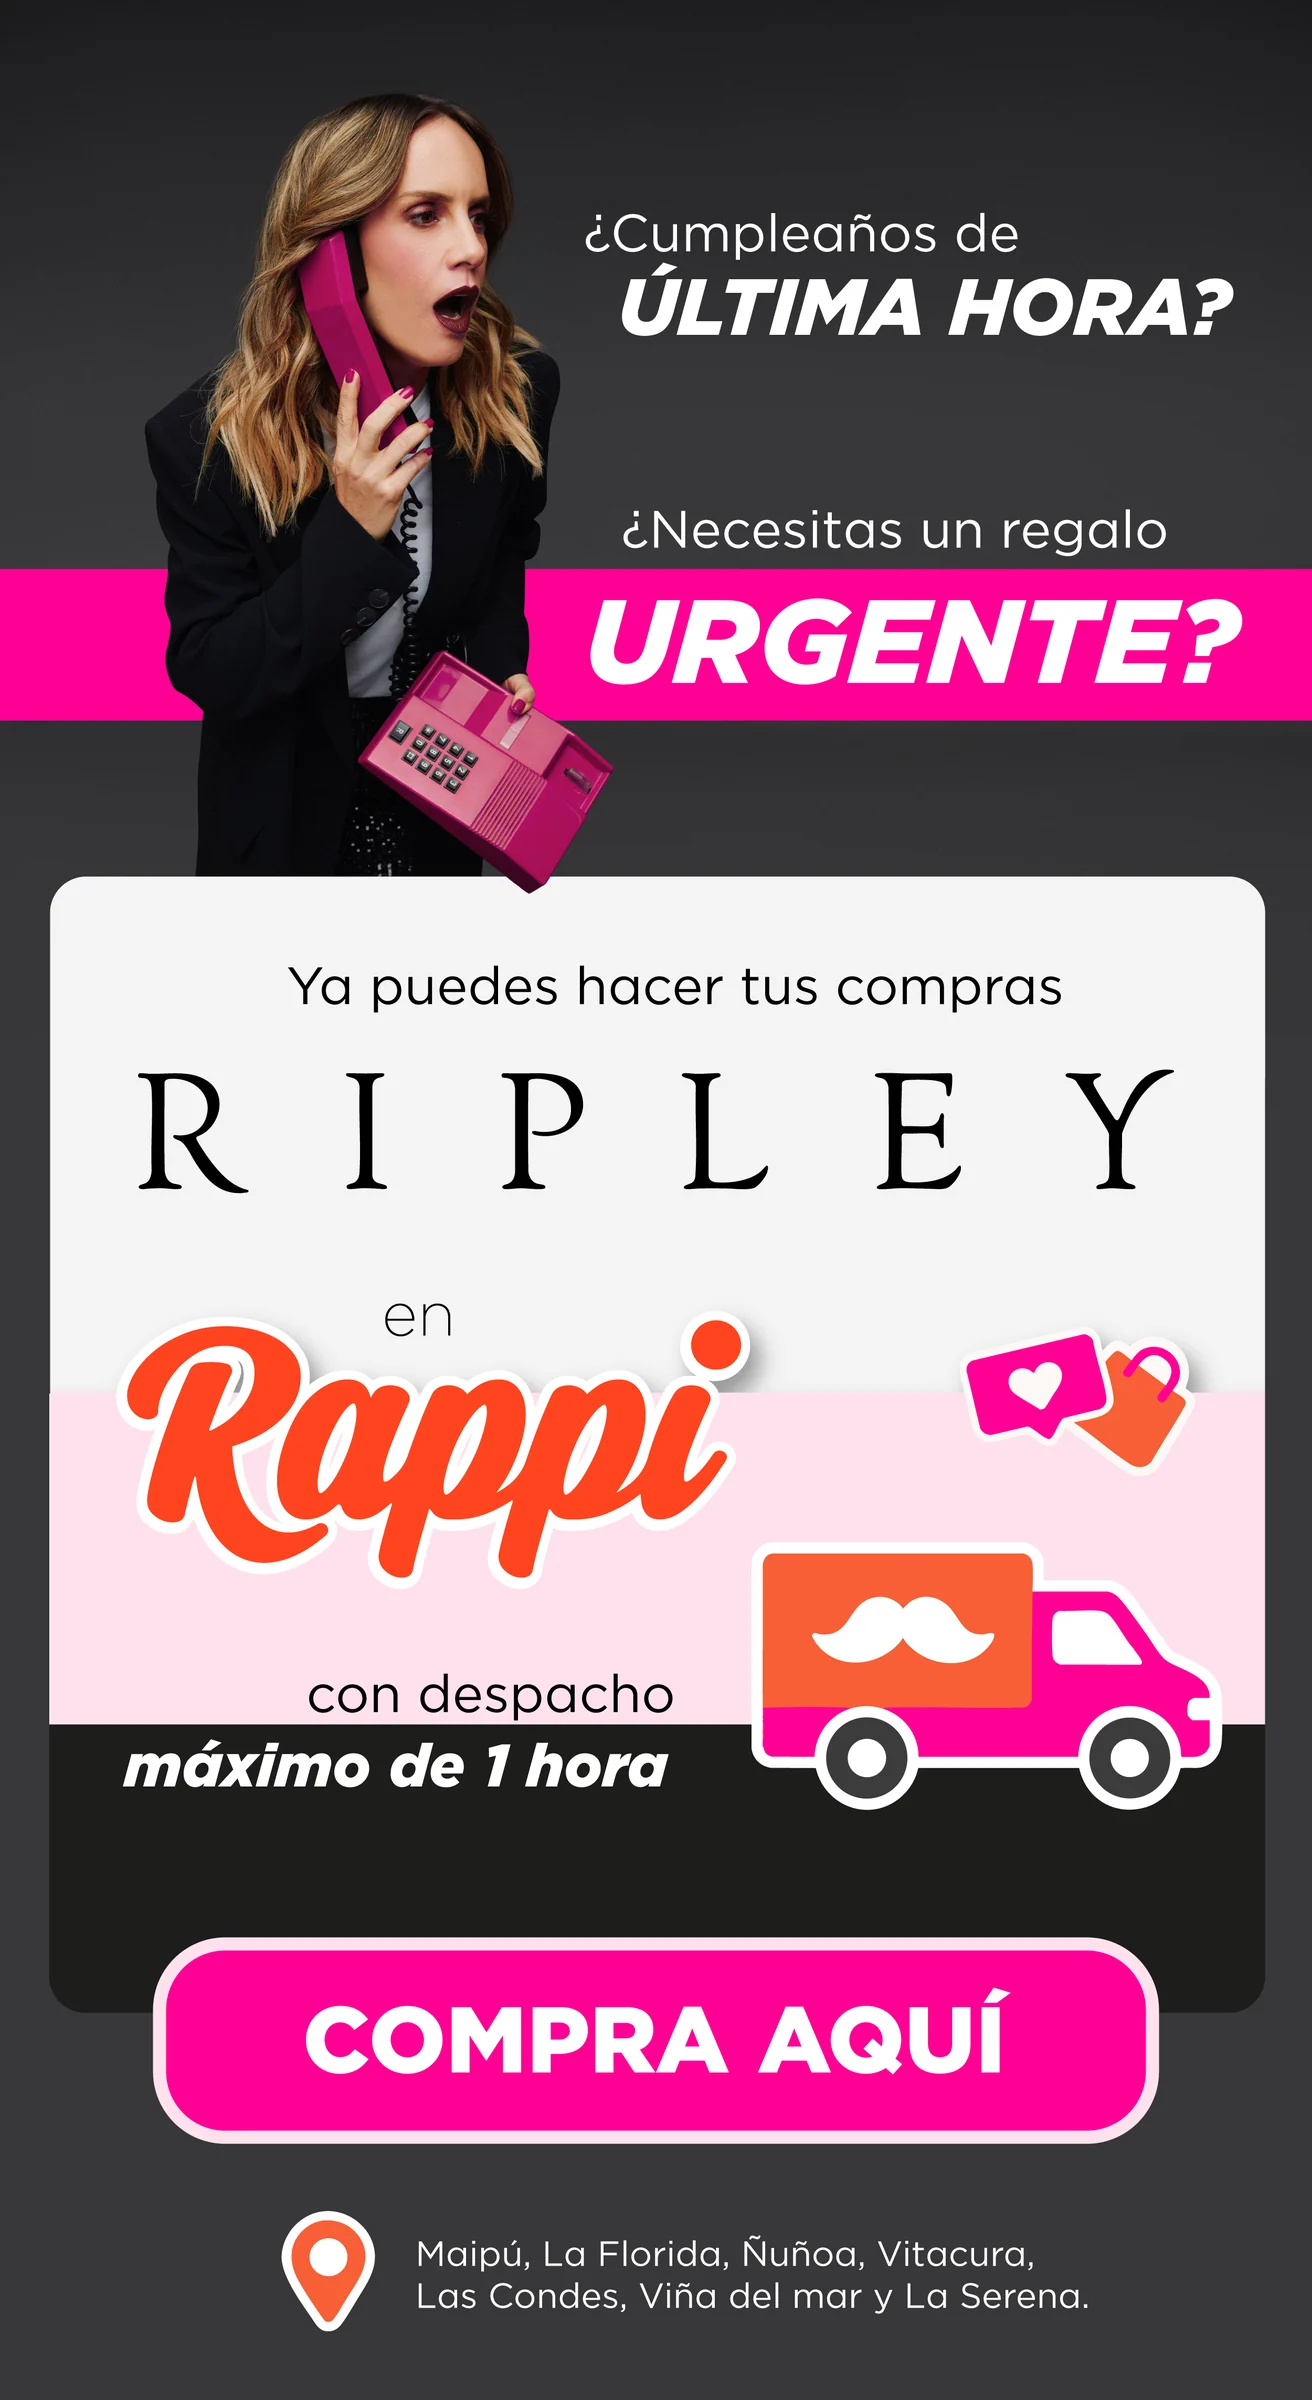 ¿Cumpleaños de
ÚLTIMA HORA?
¿Necesitas un regalo
URGENTE?
Ya puedes hacer tus compras
RIPLEY
en
Rappi
con despacho
máximo de 1 hora
COMPRA AQUÍ
Maipú, La Florida, Ñuñoa, Vitacura,
Las Condes, Viña del mar y La Serena.